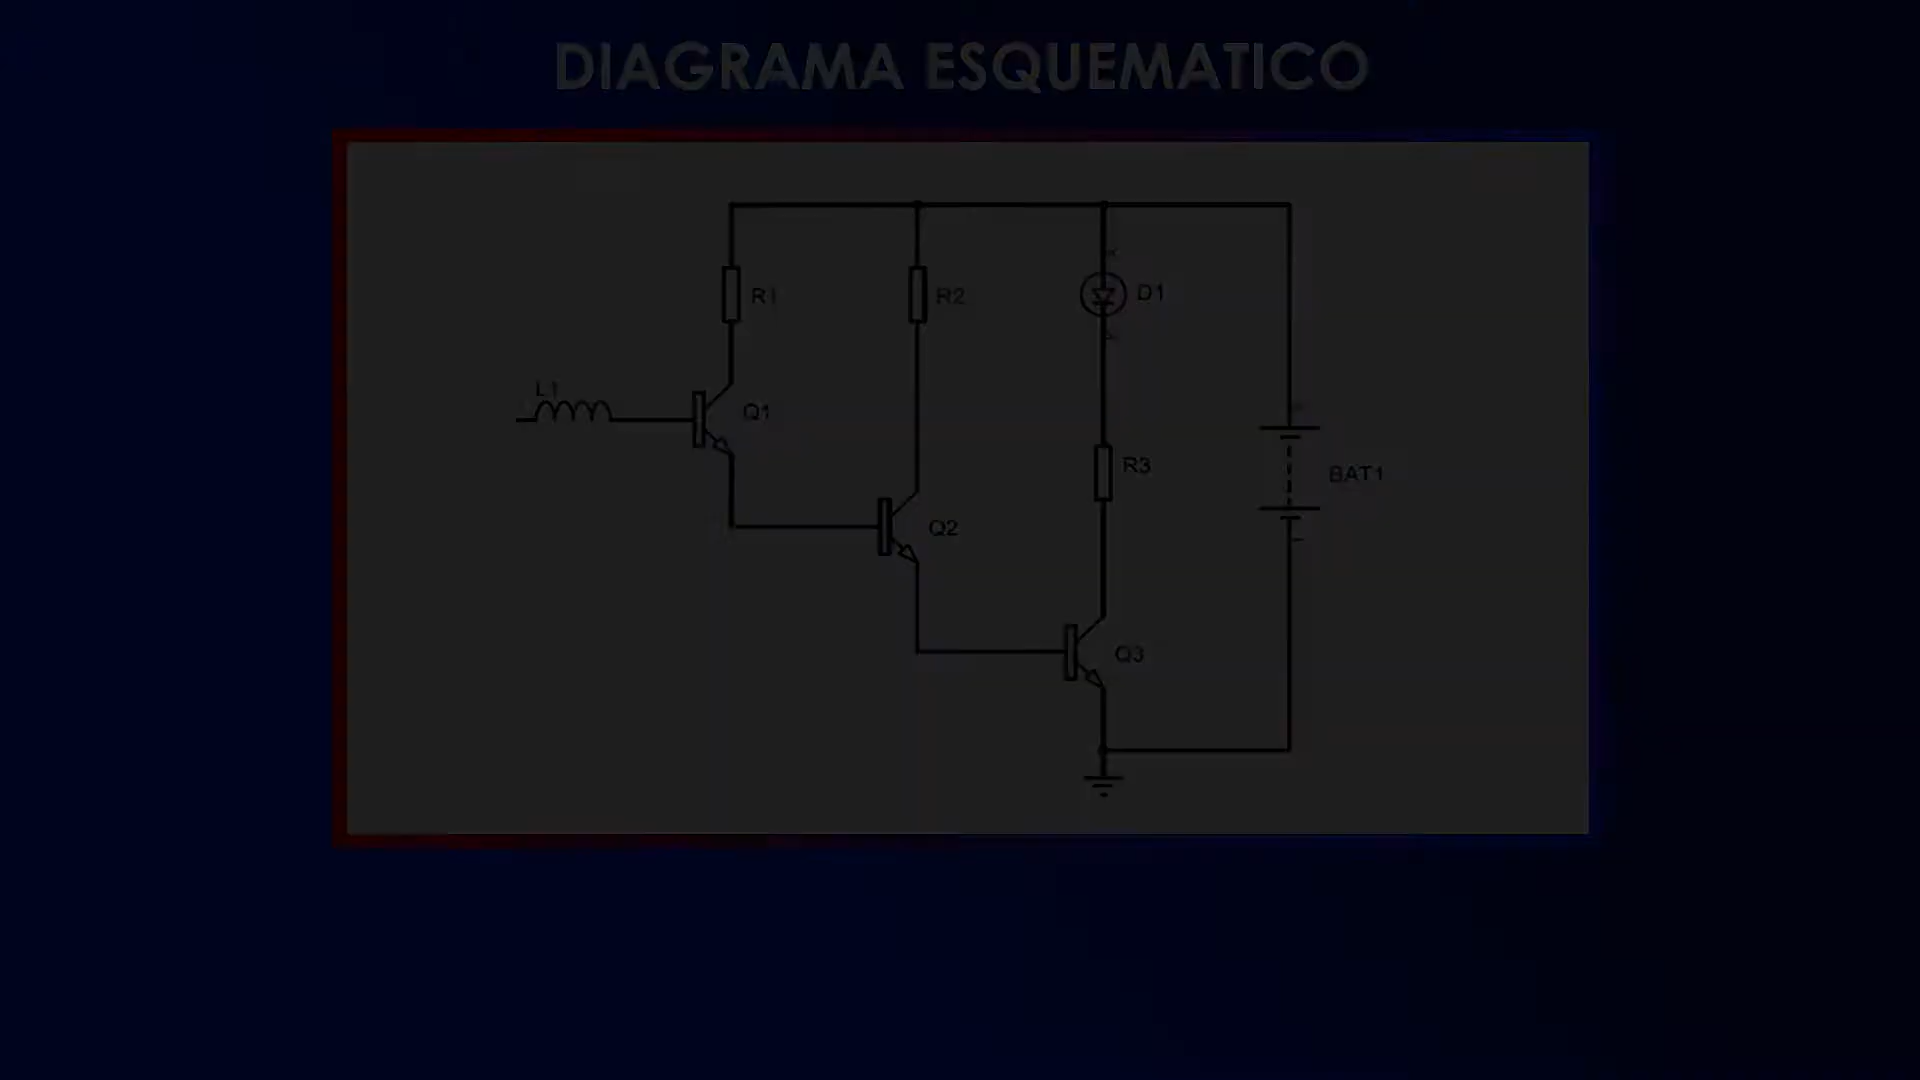 DIAGRAMA ESQUEMATICO
R1
R2
D1
L1
Q1
R3
BAT1
Q2
Q3